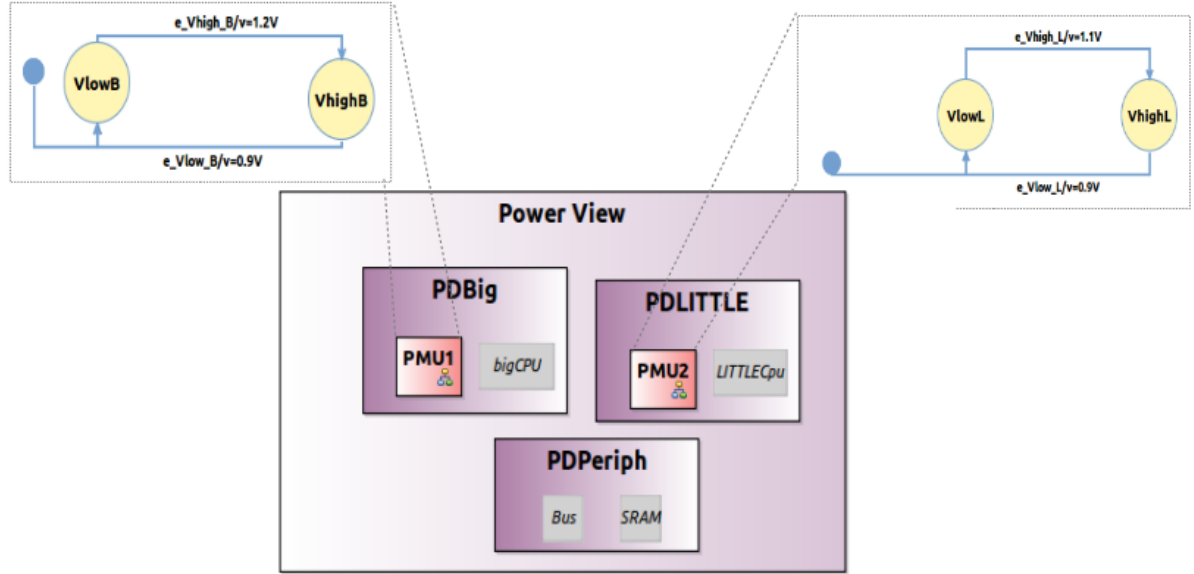 e_Vhigh_B/v=1.2V
VlowB
VhighB
e_Vlow_B/v=0.9V
e_Vhigh_L/v=1.1V
VlowL
VhighL
e_Vlow_L/v=0.9V
Power View
PDBig
PMU1
bigCPU
PDLITTLE
PMU2
LITTLECpu
PDPeriph
Bus
SRAM